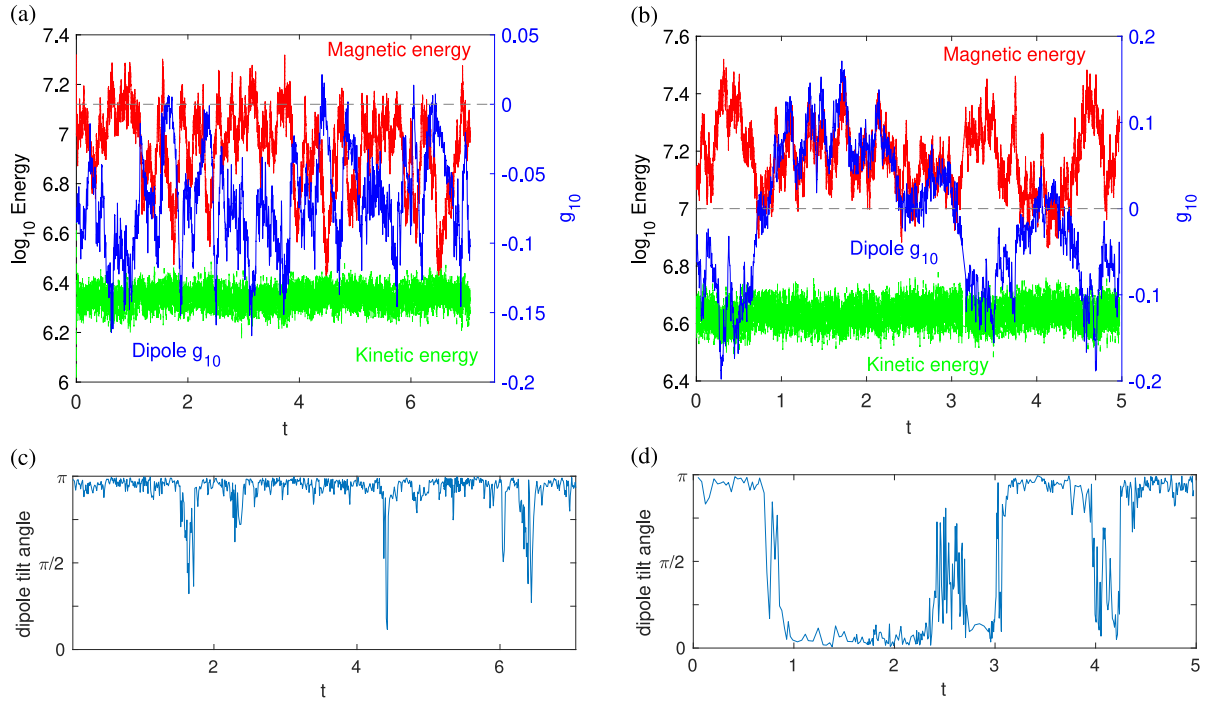 (a)
7.4
7.2
7
6.8
6.6
6.4
6.2
6
log10 Energy
0
2
4
6
t
0.05
0
-0.05
-0.1
-0.15
-0.2
g10
Magnetic energy
Dipole g10
Kinetic energy
(b)
7.6
7.4
7.2
7
6.8
6.6
6.4
log10 Energy
0
1
2
3
4
5
t
0.2
0.1
0
-0.1
-0.2
g10
Magnetic energy
Dipole g10
Kinetic energy
(c)
π
π/2
0
dipole tilt angle
2
4
6
t
(d)
π
π/2
0
dipole tilt angle
0
1
2
3
4
5
t